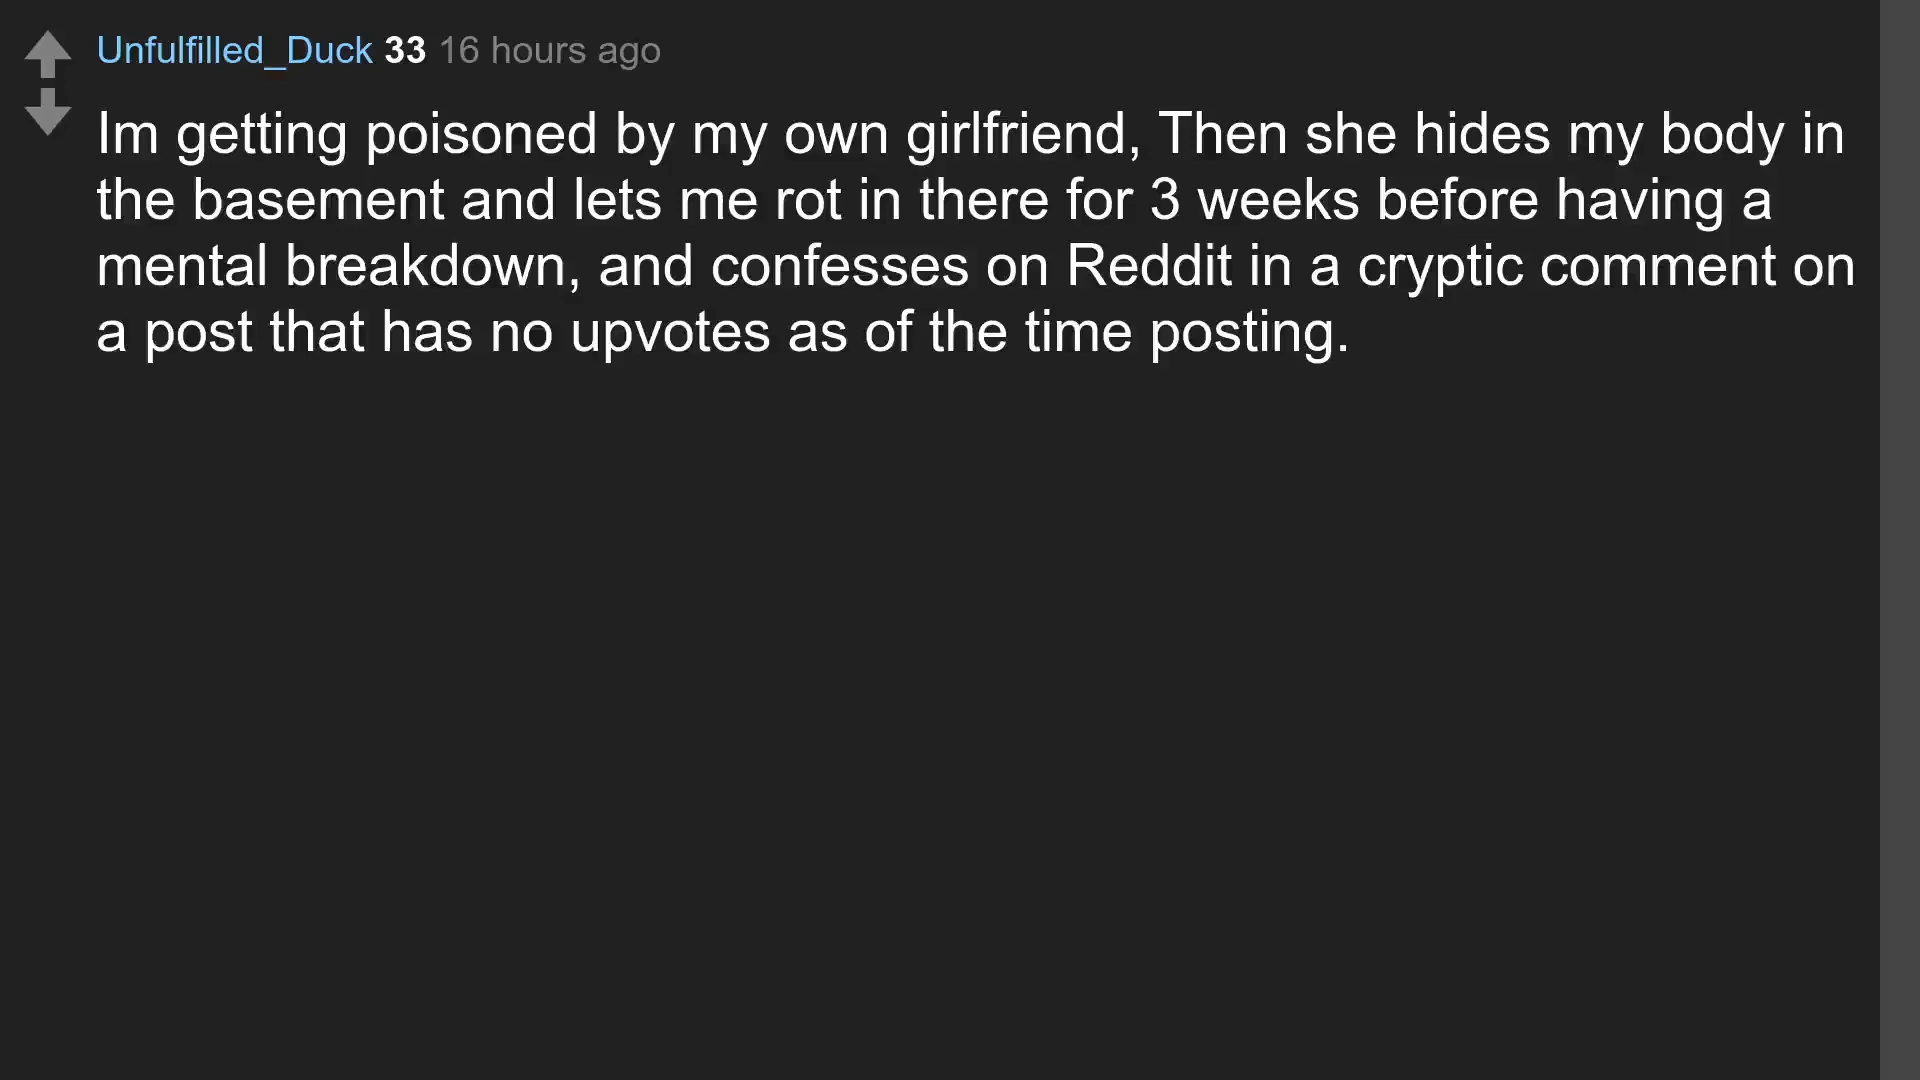 Unfulfilled_Duck 33 16 hours ago
Im getting poisoned by my own girlfriend, Then she hides my body in
the basement and lets me rot in there for 3 weeks before having a
mental breakdown, and confesses on Reddit in a cryptic comment on
a post that has no upvotes as of the time posting.